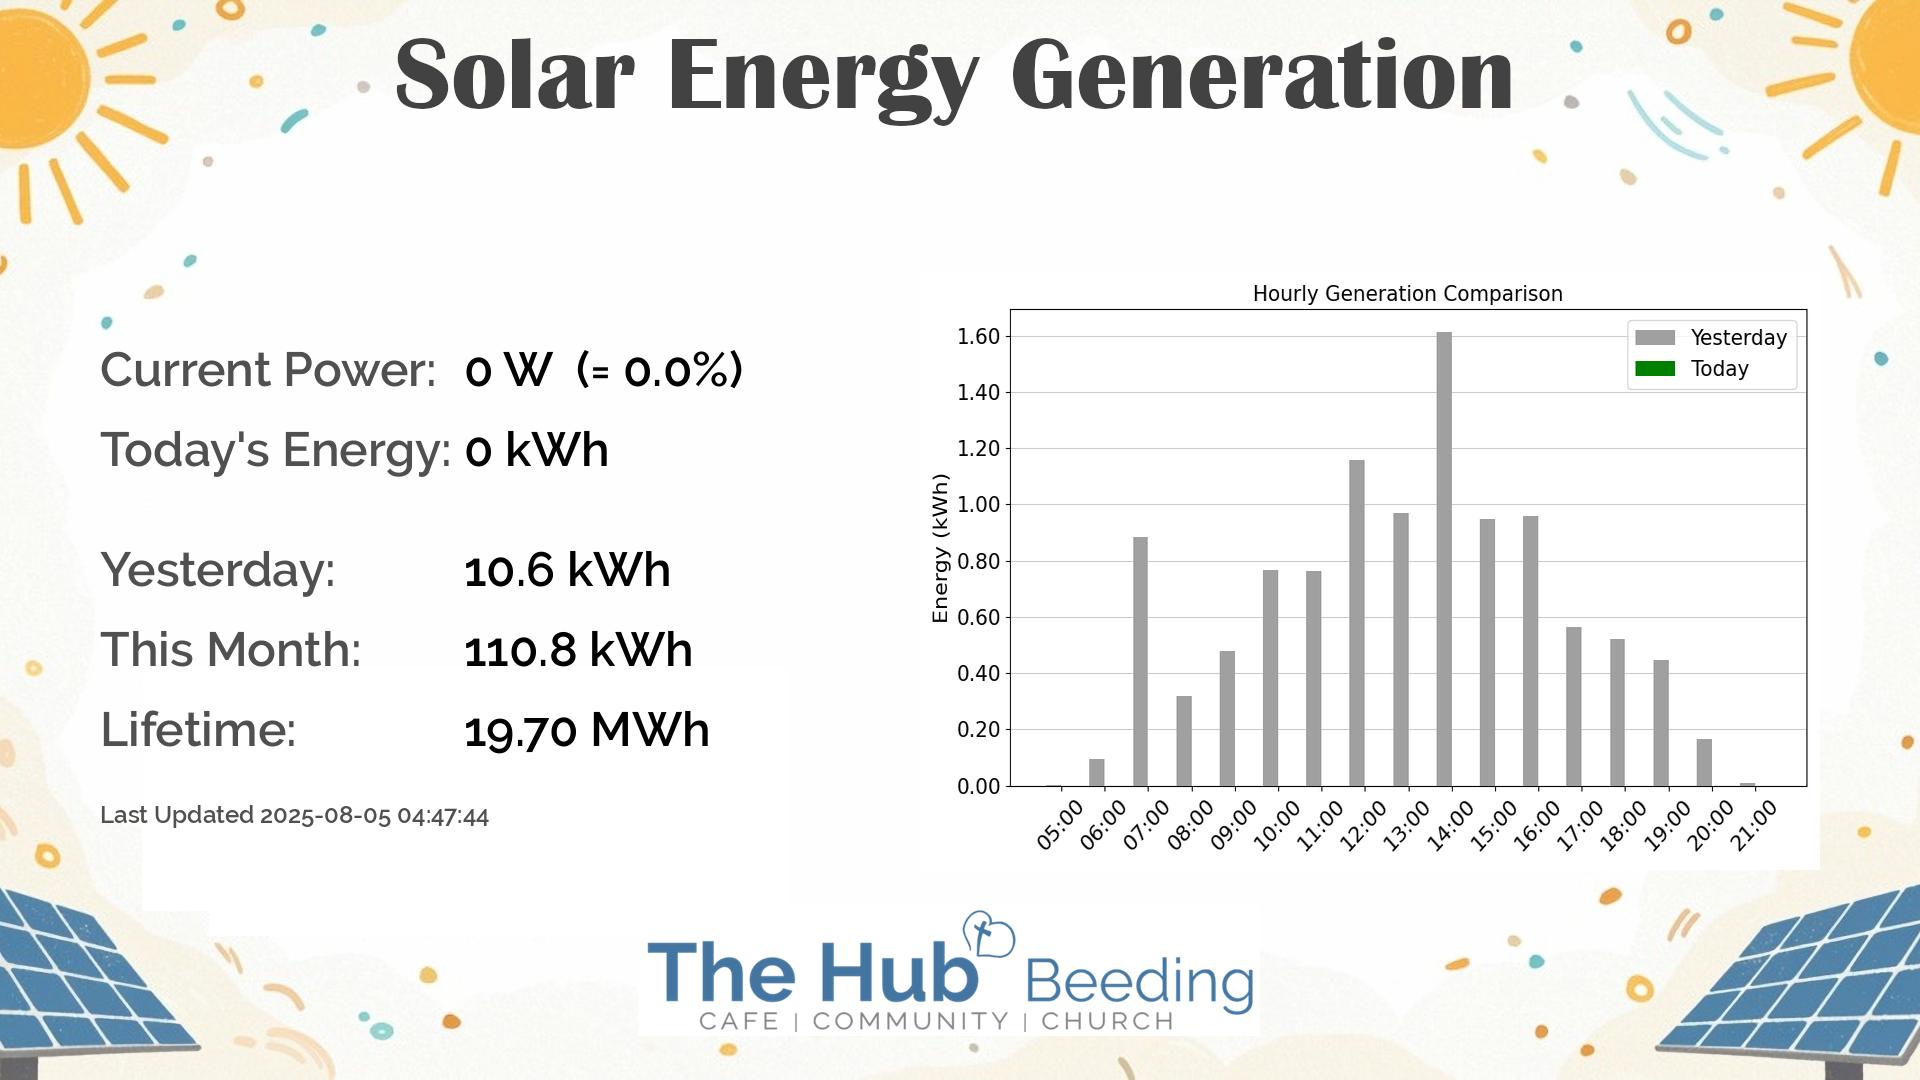 Solar Energy Generation
Current Power: 0 W (= 0.0%)
Today's Energy: 0 kWh
Yesterday: 10.6 kWh
This Month: 110.8 kWh
Lifetime: 19.70 MWh
Last Updated 2025-08-05 04:47:44
Hourly Generation Comparison
Yesterday
Today
Energy (kWh)
1.60
1.40
1.20
1.00
0.80
0.60
0.40
0.20
0.00
05:00 06:00 07:00 08:00 09:00 10:00 11:00 12:00 13:00 14:00 15:00 16:00 17:00 18:00 19:00 20:00 21:00
The Hub Beeding
CAFE | COMMUNITY | CHURCH